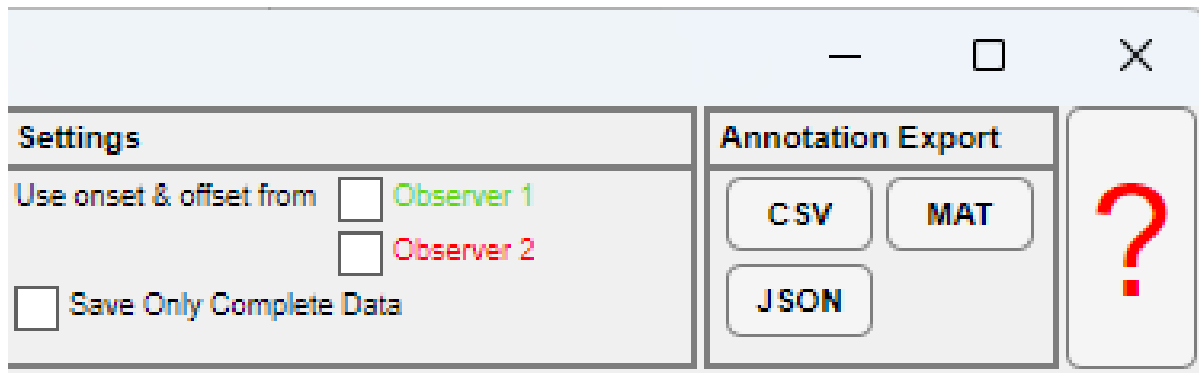 Settings
Use onset & offset from
Observer 1
Observer 2
Save Only Complete Data
Annotation Export
CSV
MAT
JSON
?